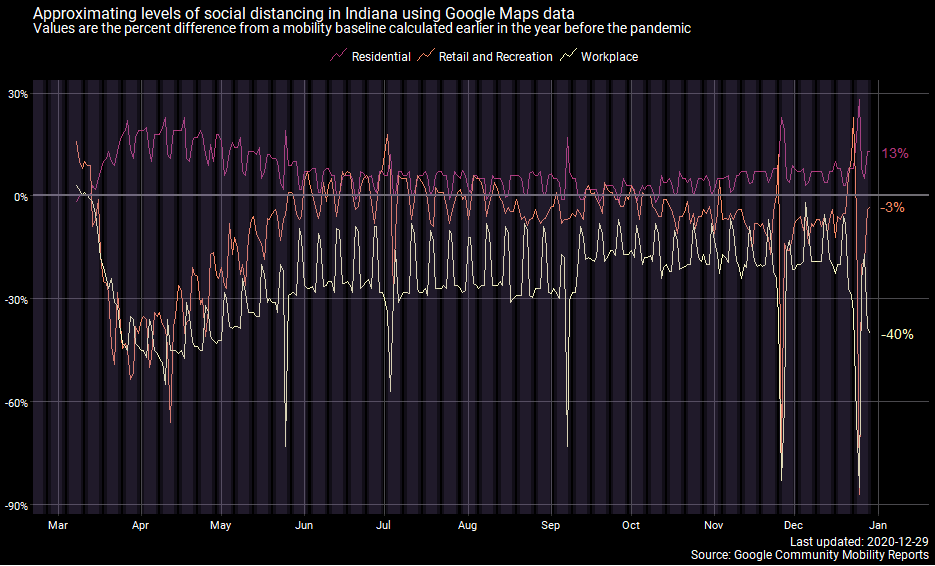 Approximating levels of social distancing in Indiana using Google Maps data
Values are the percent difference from a mobility baseline calculated earlier in the year before the pandemic
Residential Retail and Recreation Workplace
30%
0%
-30%
-60%
-90%
13%
-3%
-40%
Mar Apr May Jun Jul Aug Sep Oct Nov Dec Jan
Last updated: 2020-12-29
Source: Google Community Mobility Reports